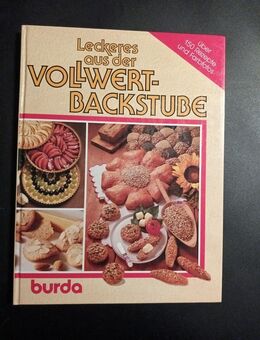 Leckeres
aus der
VOLLWERT-
BACKSTUBE
über
150 Rezepte
und Farbfotos
burda